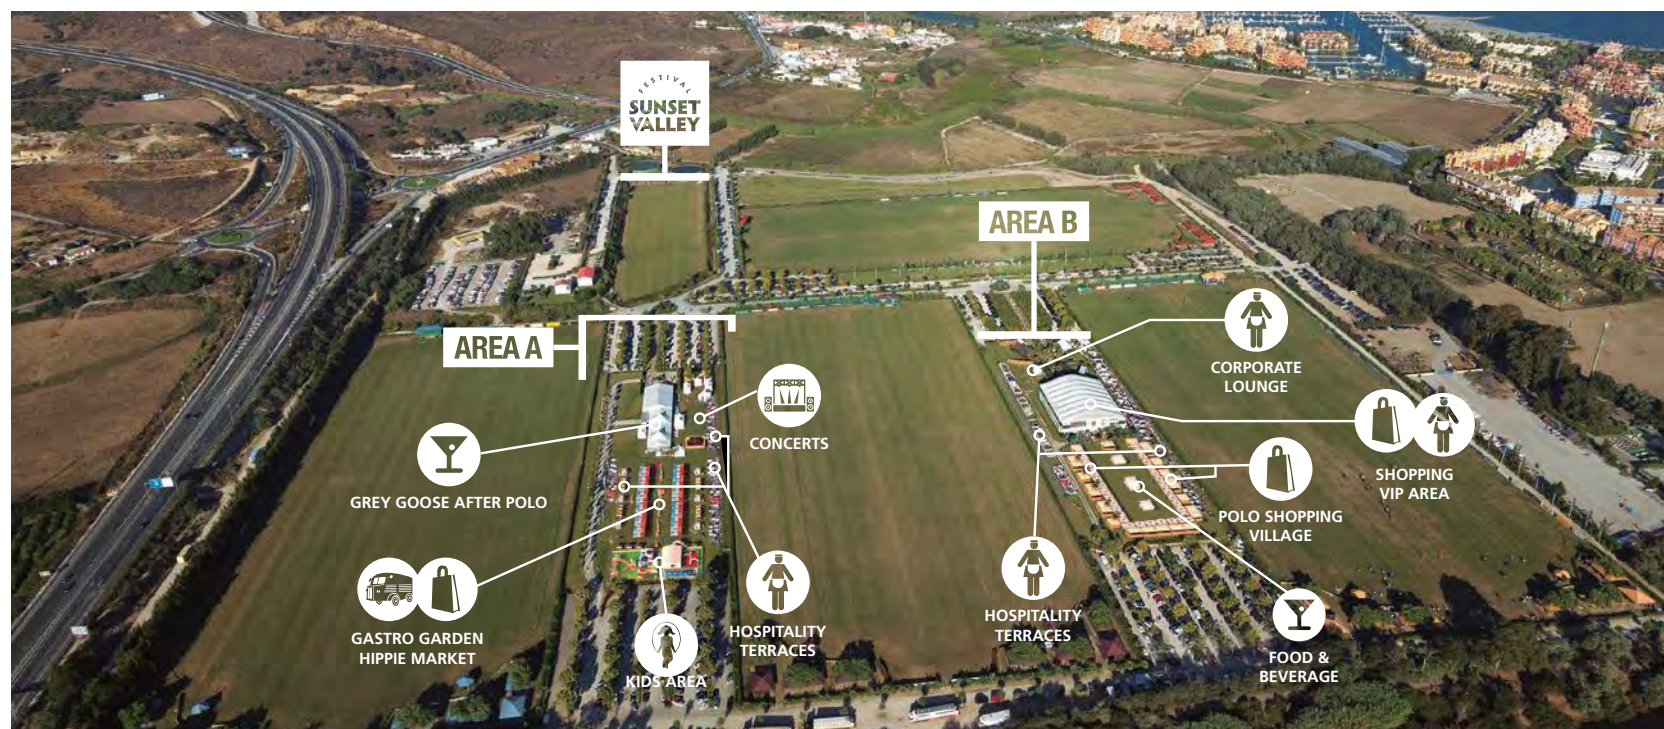 FESTIVAL
SUNSET
VALLEY
AREA B
AREA A
CORPORATE
LOUNGE
CONCERTS
SHOPPING
VIP AREA
GREY GOOSE AFTER POLO
POLO SHOPPING
VILLAGE
HOSPITALITY
TERRACES
HOSPITALITY
TERRACES
GASTRO GARDEN
HIPPIE MARKET
FOOD &
BEVERAGE
KIDS AREA